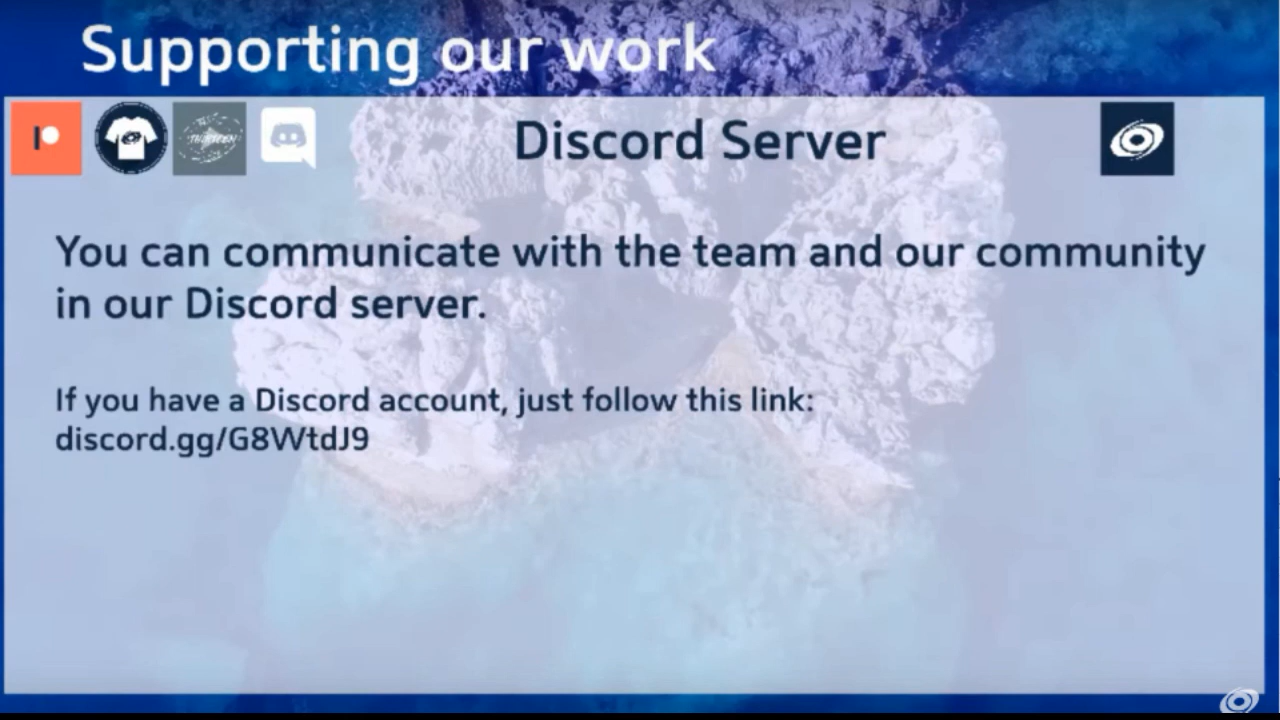 Supporting our work
Discord Server
You can communicate with the team and our community
in our Discord server.
If you have a Discord account, just follow this link:
discord.gg/G8WtdJ9